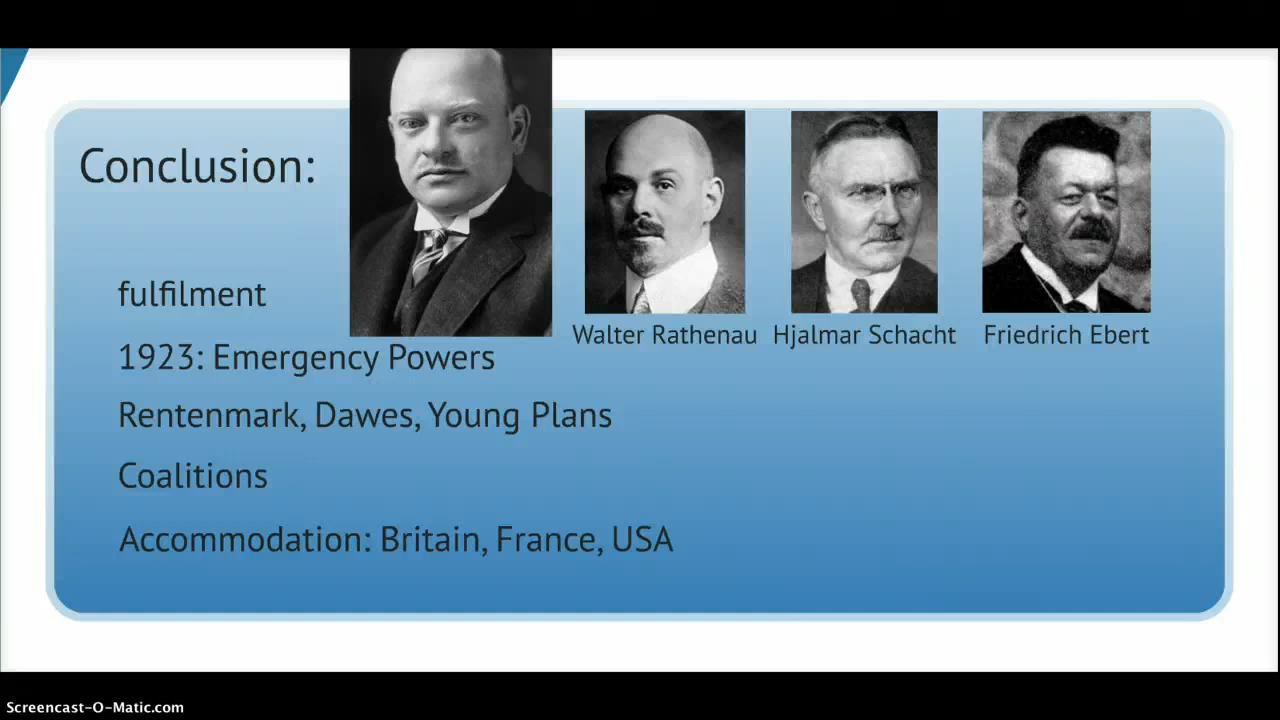 Conclusion:
Walter Rathenau
Hjalmar Schacht
Friedrich Ebert
fulfilment
1923: Emergency Powers
Rentenmark, Dawes, Young Plans
Coalitions
Accommodation: Britain, France, USA
Screencast-O-Matic.com